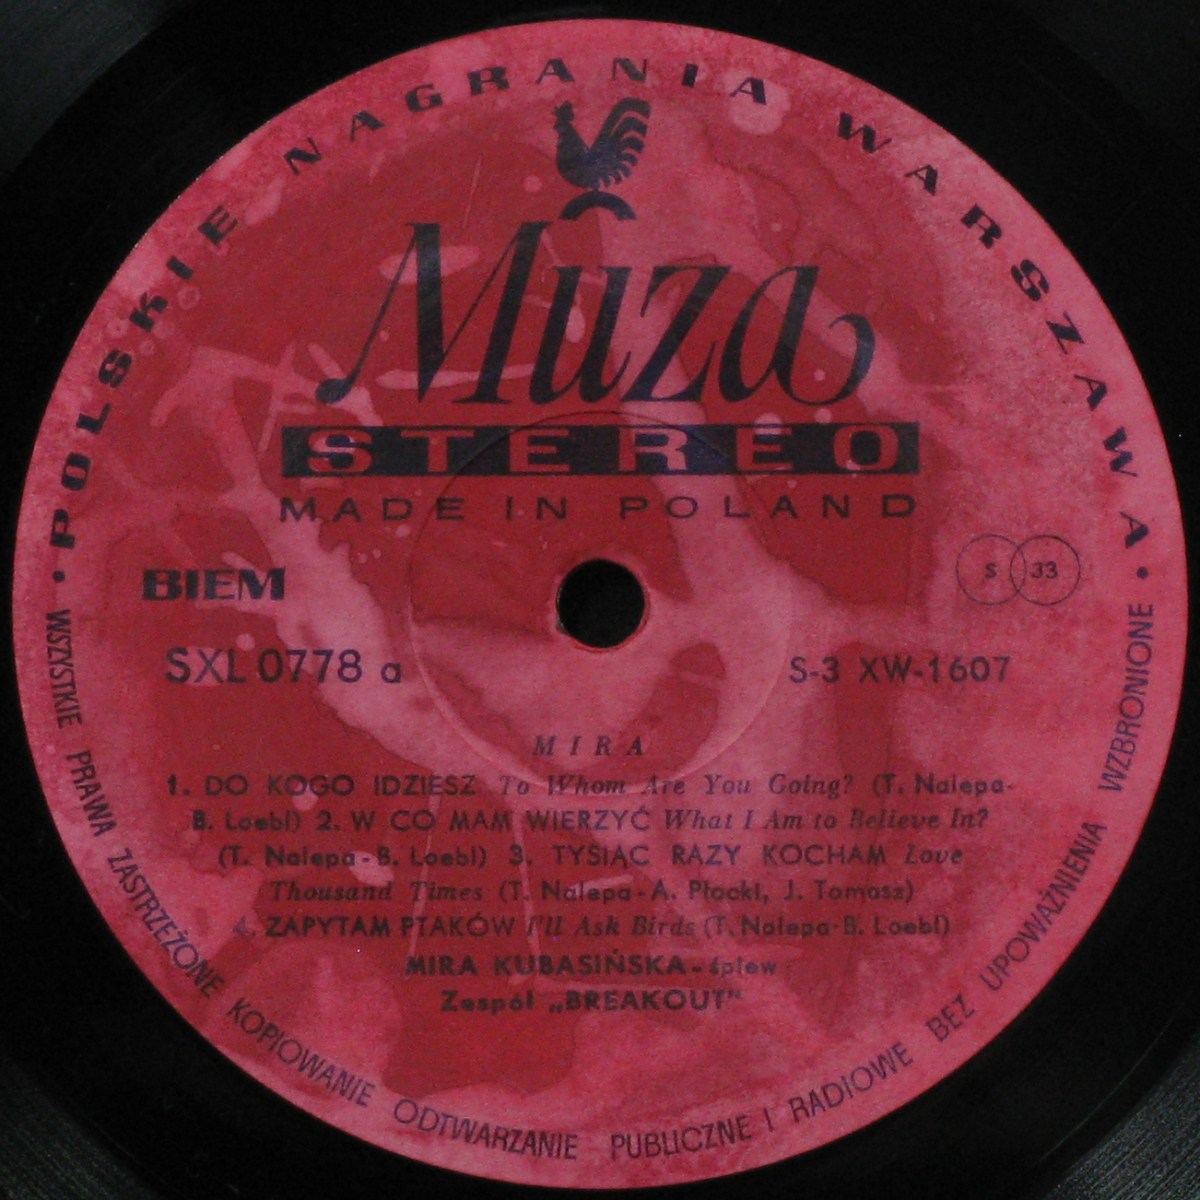 • POLSKIE NAGRANIA WARSZAWA •
Muza
STEREO
MADE IN POLAND
BIEM
S 33
SXL 0778 a
S-3 XW-1607
MIRA
1. DO KOGO IDZIESZ To Whom Are You Going? (T. Nalepa-
B. Loebl) 2. W CO MAM WIERZYĆ What I Am to Believe In?
(T. Nalepa - B. Loebl) 3. TYSIĄC RAZY KOCHAM Love
Thousand Times (T. Nalepa - A. Płocki, J. Tomasz)
4. ZAPYTAM PTAKÓW I'll Ask Birds (T. Nalepa - B. Loebl)
MIRA KUBASIŃSKA - śpiew
Zespół „BREAKOUT"
WSZYSTKIE PRAWA ZASTRZEŻONE KOPIOWANIE ODTWARZANIE PUBLICZNE I RADIOWE BEZ UPOWAŻNIENIA WZBRONIONE